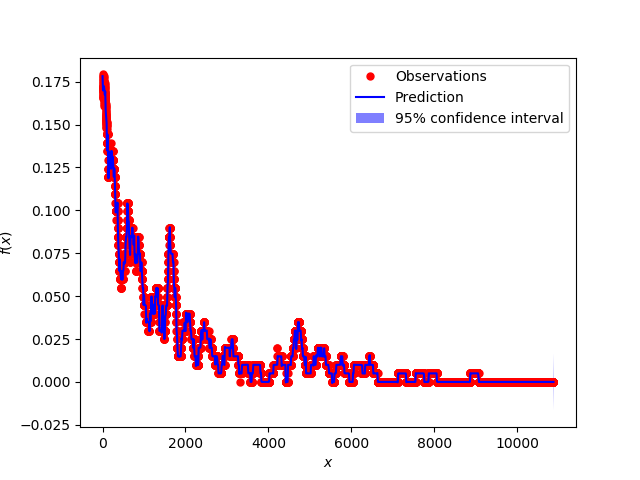 Observations
Prediction
95% confidence interval
0.175
0.150
0.125
0.100
0.075
0.050
0.025
0.000
−0.025
f(x)
0 2000 4000 6000 8000 10000
x